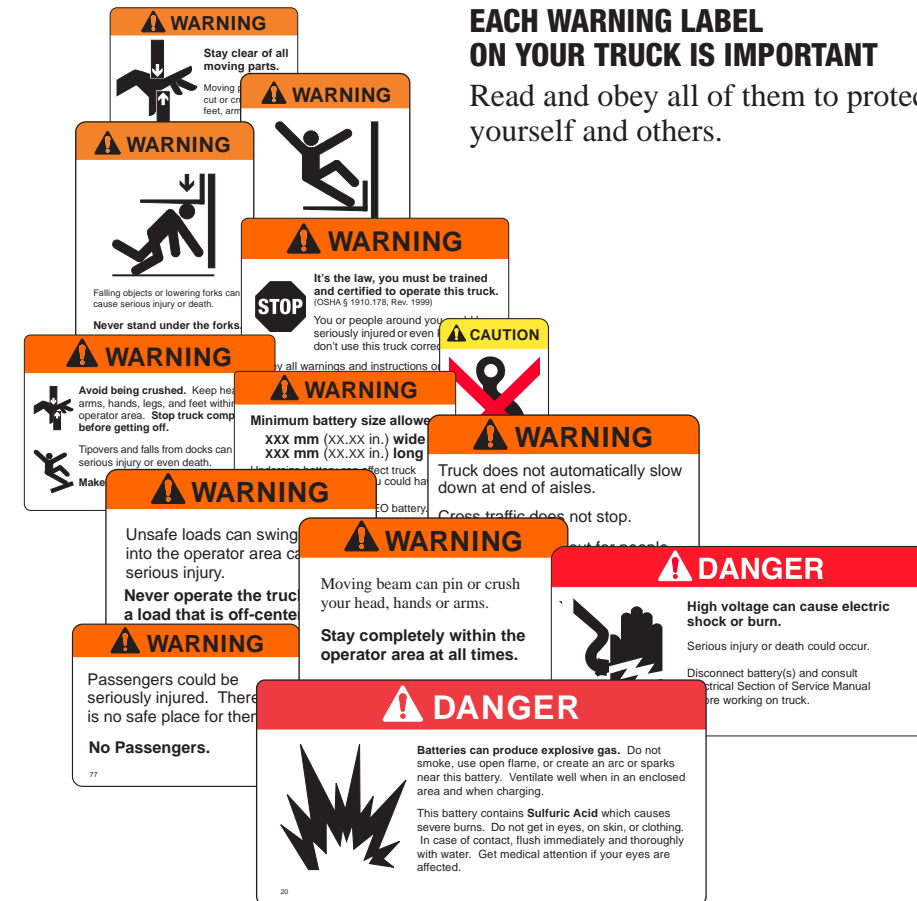 EACH WARNING LABEL
ON YOUR TRUCK IS IMPORTANT
Read and obey all of them to protec
yourself and others.
WARNING
Stay clear of all
moving parts.
Moving
cut or
feet,
WARNING
WARNING
Falling objects or lowering forks can
cause serious injury or death.
Never stand under the forks.
WARNING
STOP
It's the law, you must be trained
and certified to operate this truck.
(OSHA § 1910.178, Rev. 1999)
You or people around you
seriously injured or even
don't use this truck
all warnings and instructions
CAUTION
WARNING
Avoid being crushed. Keep
arms, hands, legs, and feet
operator area. Stop truck
before getting off.
Tipovers and falls from docks can
serious injury or even death.
Make
WARNING
Minimum battery size
xxx mm (xx.xx in.) wide
xxx mm (xx.xx in.) long
Undersize battery can affect truck
could
EO battery.
WARNING
Truck does not automatically slow
down at end of aisles.
Cross traffic does not stop.
out for people
WARNING
Unsafe loads can swing
into the operator area
serious injury.
Never operate the
a load that is
WARNING
Moving beam can pin or crush
your head, hands or arms.
Stay completely within the
operator area at all times.
DANGER
High voltage can cause electric
shock or burn.
Serious injury or death could occur.
Disconnect battery(s) and consult
Section of Service Manual
working on truck.
WARNING
Passengers could be
seriously injured. There
is no safe place for
No Passengers.
77
DANGER
Batteries can produce explosive gas. Do not
smoke, use open flame, or create an arc or sparks
near this battery. Ventilate well when in an enclosed
area and when charging.
This battery contains Sulfuric Acid which causes
severe burns. Do not get in eyes, on skin, or clothing.
In case of contact, flush immediately and thoroughly
with water. Get medical attention if your eyes are
affected.
20